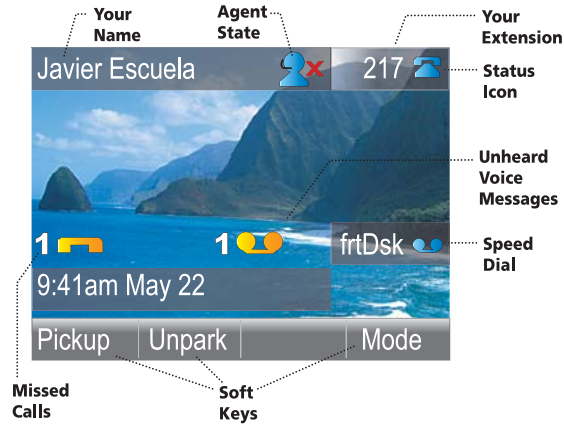 Your
Name
Agent
State
Your
Extension
Javier Escuela
217
Status
Icon
Unheard
Voice
Messages
1
1
frtDsk
Speed
Dial
9:41am May 22
Pickup
Unpark
Mode
Missed
Calls
Soft
Keys